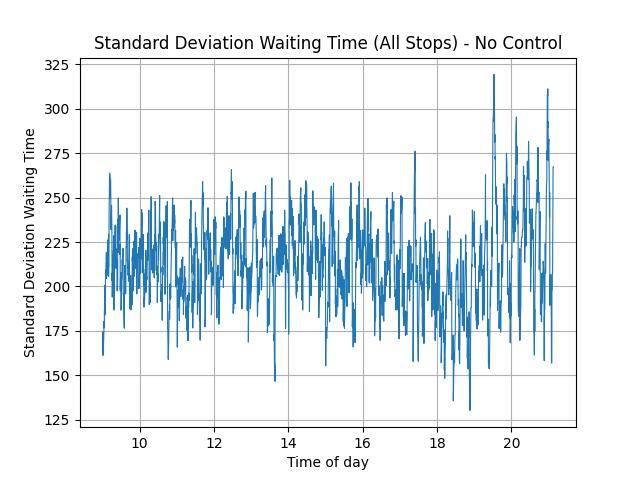 Standard Deviation Waiting Time (All Stops) - No Control
325
300
275
250
225
200
175
150
125
Standard Deviation Waiting Time
10 12 14 16 18 20
Time of day